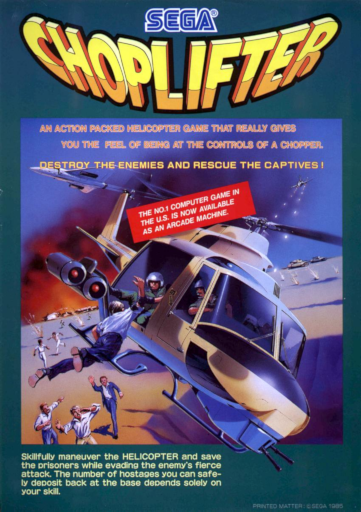 SEGA®
CHOPLIFTER
AN ACTION PACKED HELICOPTER GAME THAT REALLY GIVES
YOU THE FEEL OF BEING AT THE CONTROLS OF A CHOPPER.
DESTROY THE ENEMIES AND RESCUE THE CAPTIVES!
THE NO.1 COMPUTER GAME IN
THE U.S. IS NOW AVAILABLE
AS AN ARCADE MACHINE.
Skillfully maneuver the HELICOPTER and save
the prisoners while evading the enemy's fierce
attack. The number of hostages you can safe-
ly deposit back at the base depends solely on
your skill.
PRINTED MATTER: © SEGA 1985